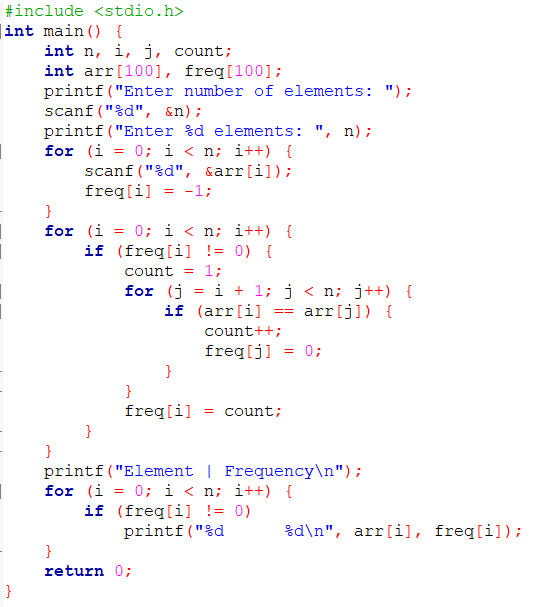 #include <stdio.h>
int main() {
    int n, i, j, count;
    int arr[100], freq[100];
    printf("Enter number of elements: ");
    scanf("%d", &n);
    printf("Enter %d elements: ", n);
    for (i = 0; i < n; i++) {
        scanf("%d", &arr[i]);
        freq[i] = -1;
    }
    for (i = 0; i < n; i++) {
        if (freq[i] != 0) {
            count = 1;
            for (j = i + 1; j < n; j++) {
                if (arr[i] == arr[j]) {
                    count++;
                    freq[j] = 0;
                }
            }
            freq[i] = count;
        }
    }
    printf("Element | Frequency\n");
    for (i = 0; i < n; i++) {
        if (freq[i] != 0)
            printf("%d      %d\n", arr[i], freq[i]);
    }
    return 0;
}